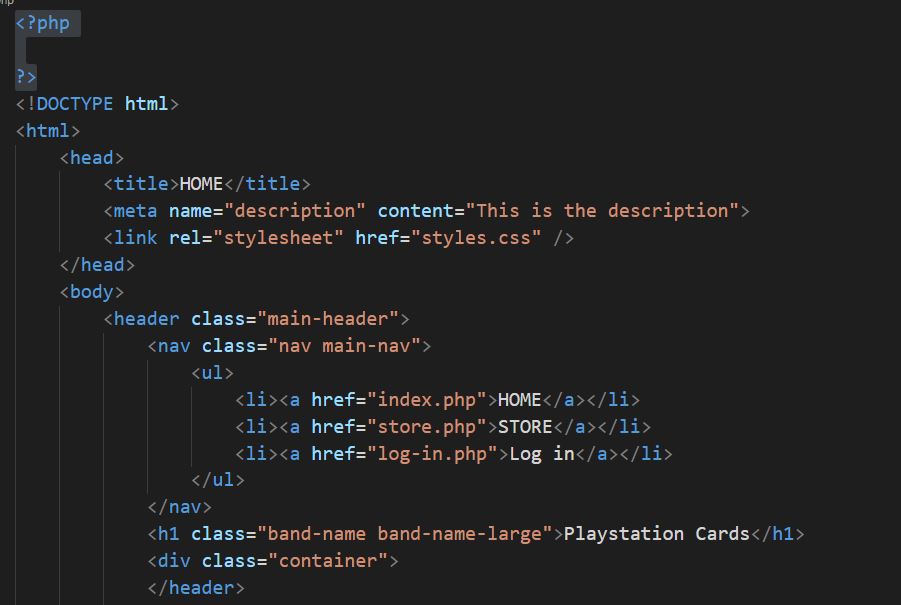 <?php
?>
<!DOCTYPE html>
<html>
<head>
<title>HOME</title>
<meta name="description" content="This is the description">
<link rel="stylesheet" href="styles.css" />
</head>
<body>
<header class="main-header">
<nav class="nav main-nav">
<ul>
<li><a href="index.php">HOME</a></li>
<li><a href="store.php">STORE</a></li>
<li><a href="log-in.php">Log in</a></li>
</ul>
</nav>
<h1 class="band-name band-name-large">Playstation Cards</h1>
<div class="container">
</header>